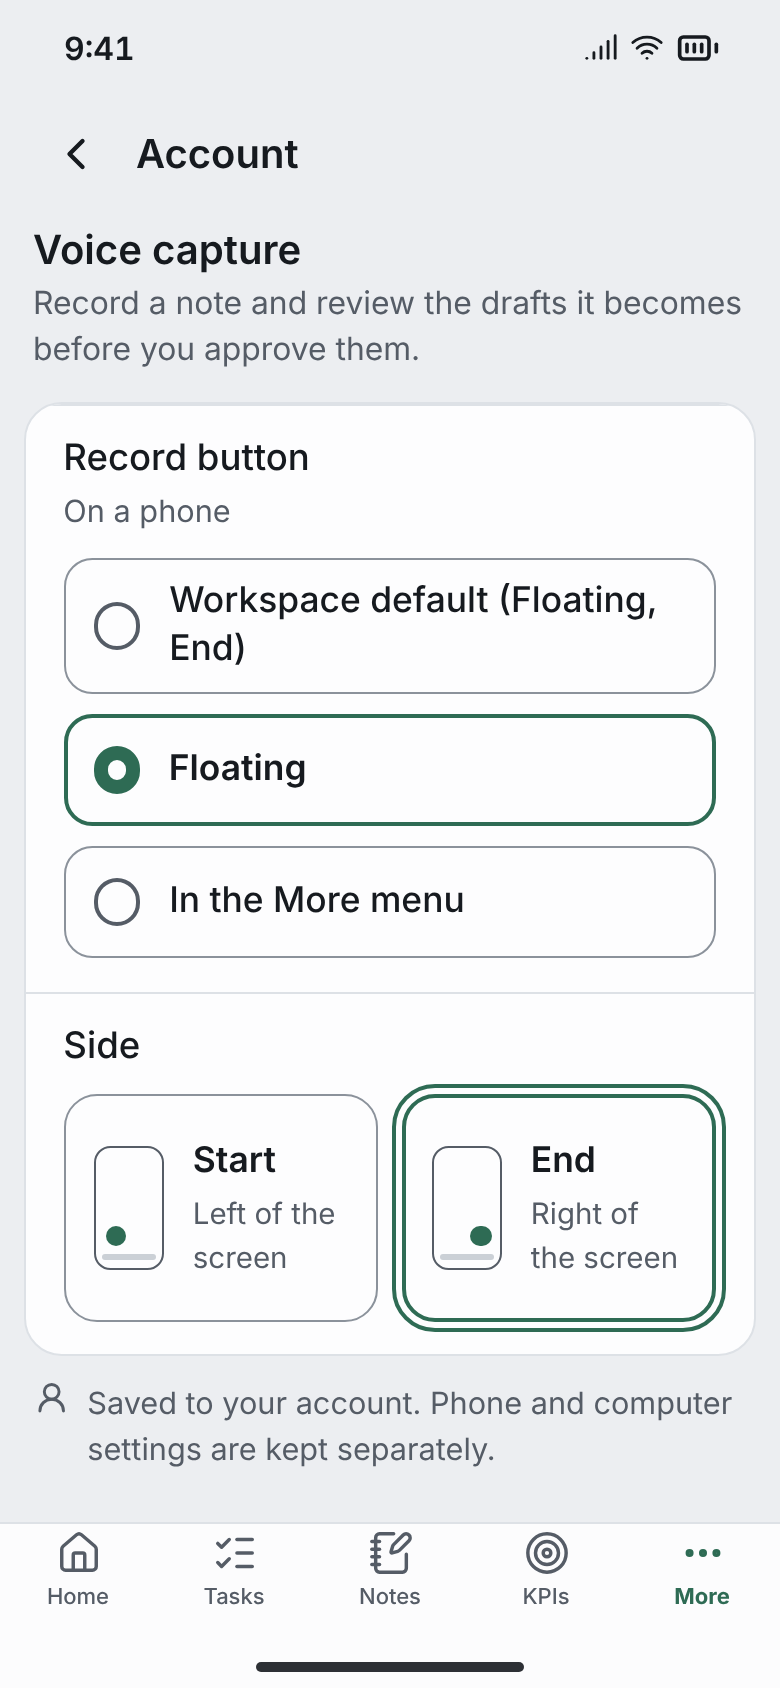 9:41
Account
Voice capture
Record a note and review the drafts it becomes
before you approve them.
Record button
On a phone
Workspace default (Floating,
End)
Floating
In the More menu
Side
Start
Left of the
screen
End
Right of
the screen
Saved to your account. Phone and computer
settings are kept separately.
Home
Tasks
Notes
KPIs
More